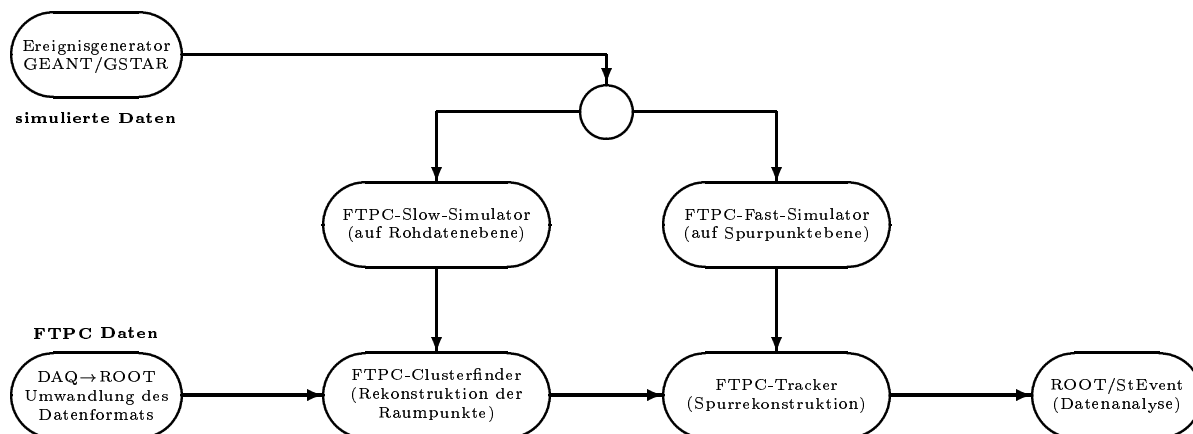 Ereignisgenerator
GEANT/GSTAR
simulierte Daten
FTPC-Slow-Simulator
(auf Rohdatenebene)
FTPC-Fast-Simulator
(auf Spurpunktebene)
FTPC Daten
DAQ→ROOT
Umwandlung des
Datenformats
FTPC-Clusterfinder
(Rekonstruktion der
Raumpunkte)
FTPC-Tracker
(Spurrekonstruktion)
ROOT/StEvent
(Datenanalyse)